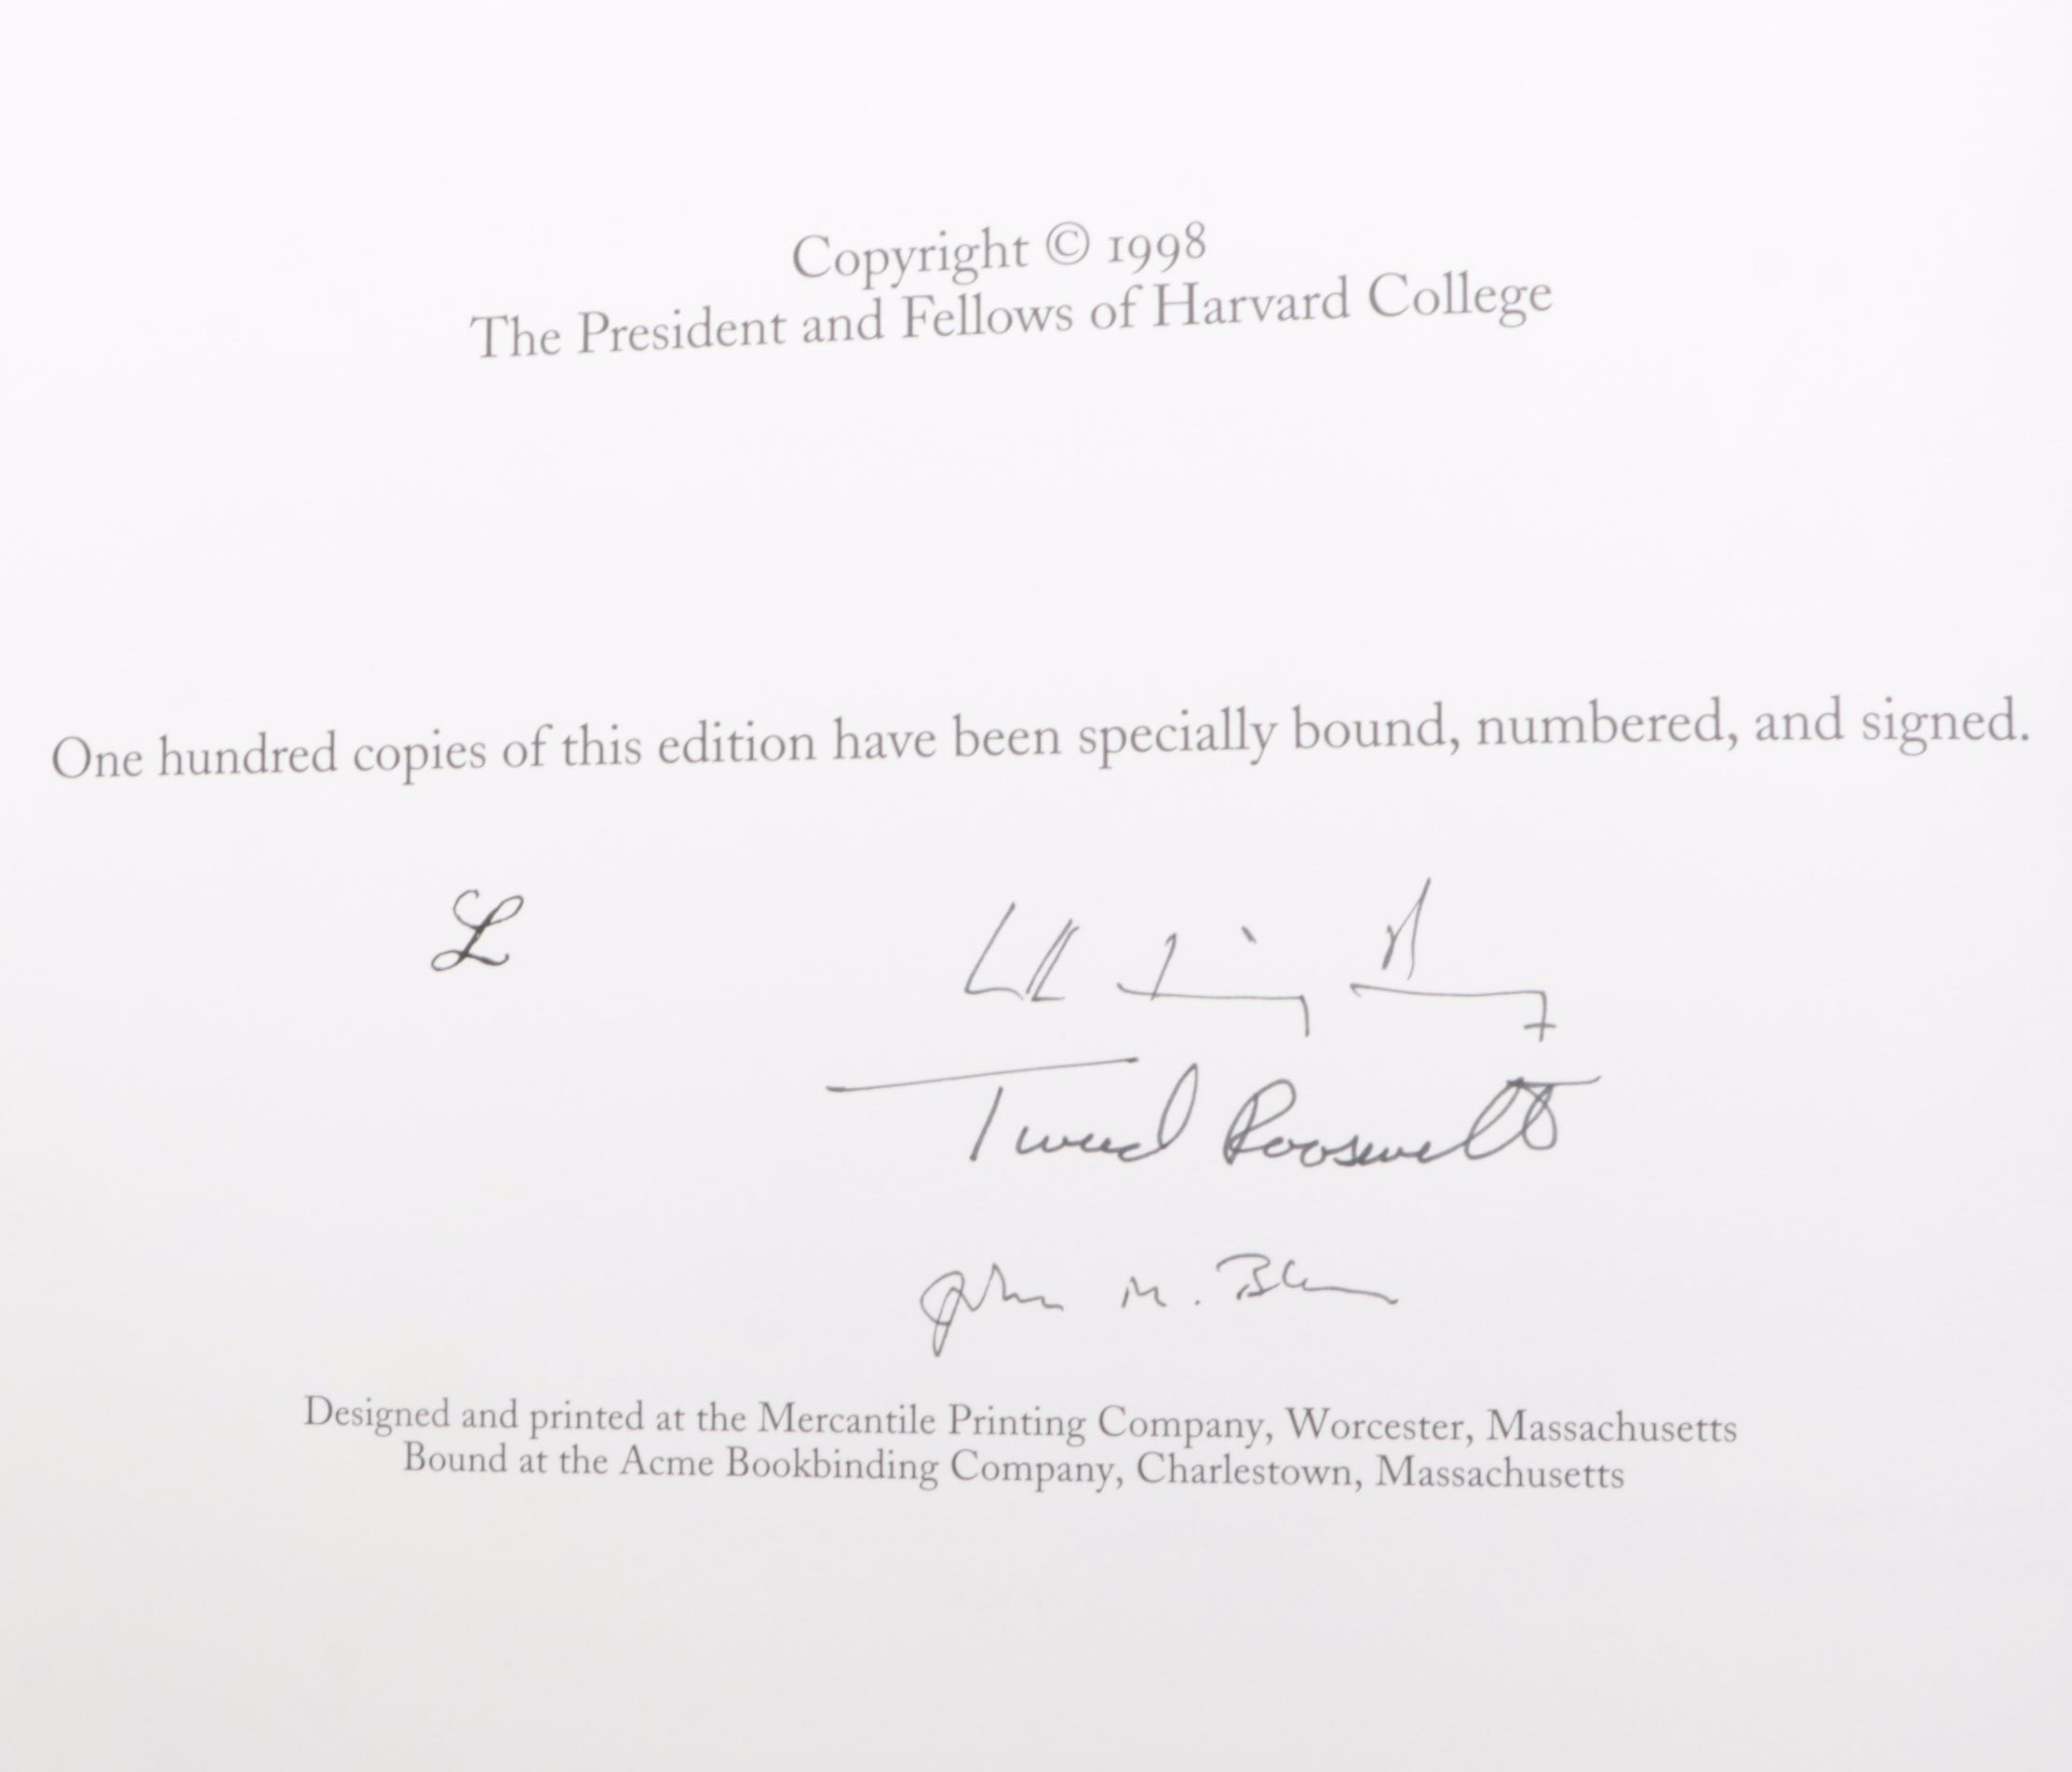 Copyright © 1998
The President and Fellows of Harvard College
One hundred copies of this edition have been specially bound, numbered, and signed.
L
Tweed Roosevelt
John M. Blum
Designed and printed at the Mercantile Printing Company, Worcester, Massachusetts
Bound at the Acme Bookbinding Company, Charlestown, Massachusetts